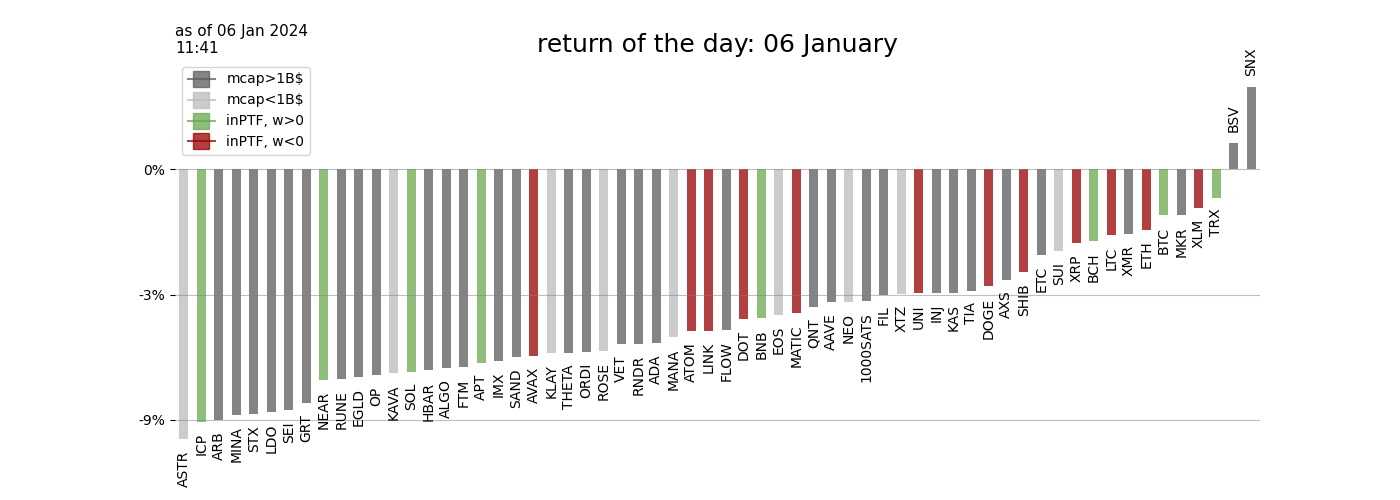 as of 06 Jan 2024
11:41
return of the day: 06 January
mcap>1B$
mcap<1B$
inPTF, w>0
inPTF, w<0
0%
-3%
-9%
ASTR
ICP
ARB
MINA
STX
LDO
SEI
GRT
NEAR
RUNE
EGLD
OP
KAVA
SOL
HBAR
ALGO
FTM
APT
IMX
SAND
AVAX
KLAY
THETA
ORDI
ROSE
VET
RNDR
ADA
MANA
ATOM
LINK
FLOW
DOT
BNB
EOS
MATIC
QNT
AAVE
NEO
1000SATS
FIL
XTZ
UNI
INJ
KAS
TIA
DOGE
AXS
SHIB
ETC
SUI
XRP
BCH
LTC
XMR
ETH
BTC
MKR
XLM
TRX
BSV
SNX